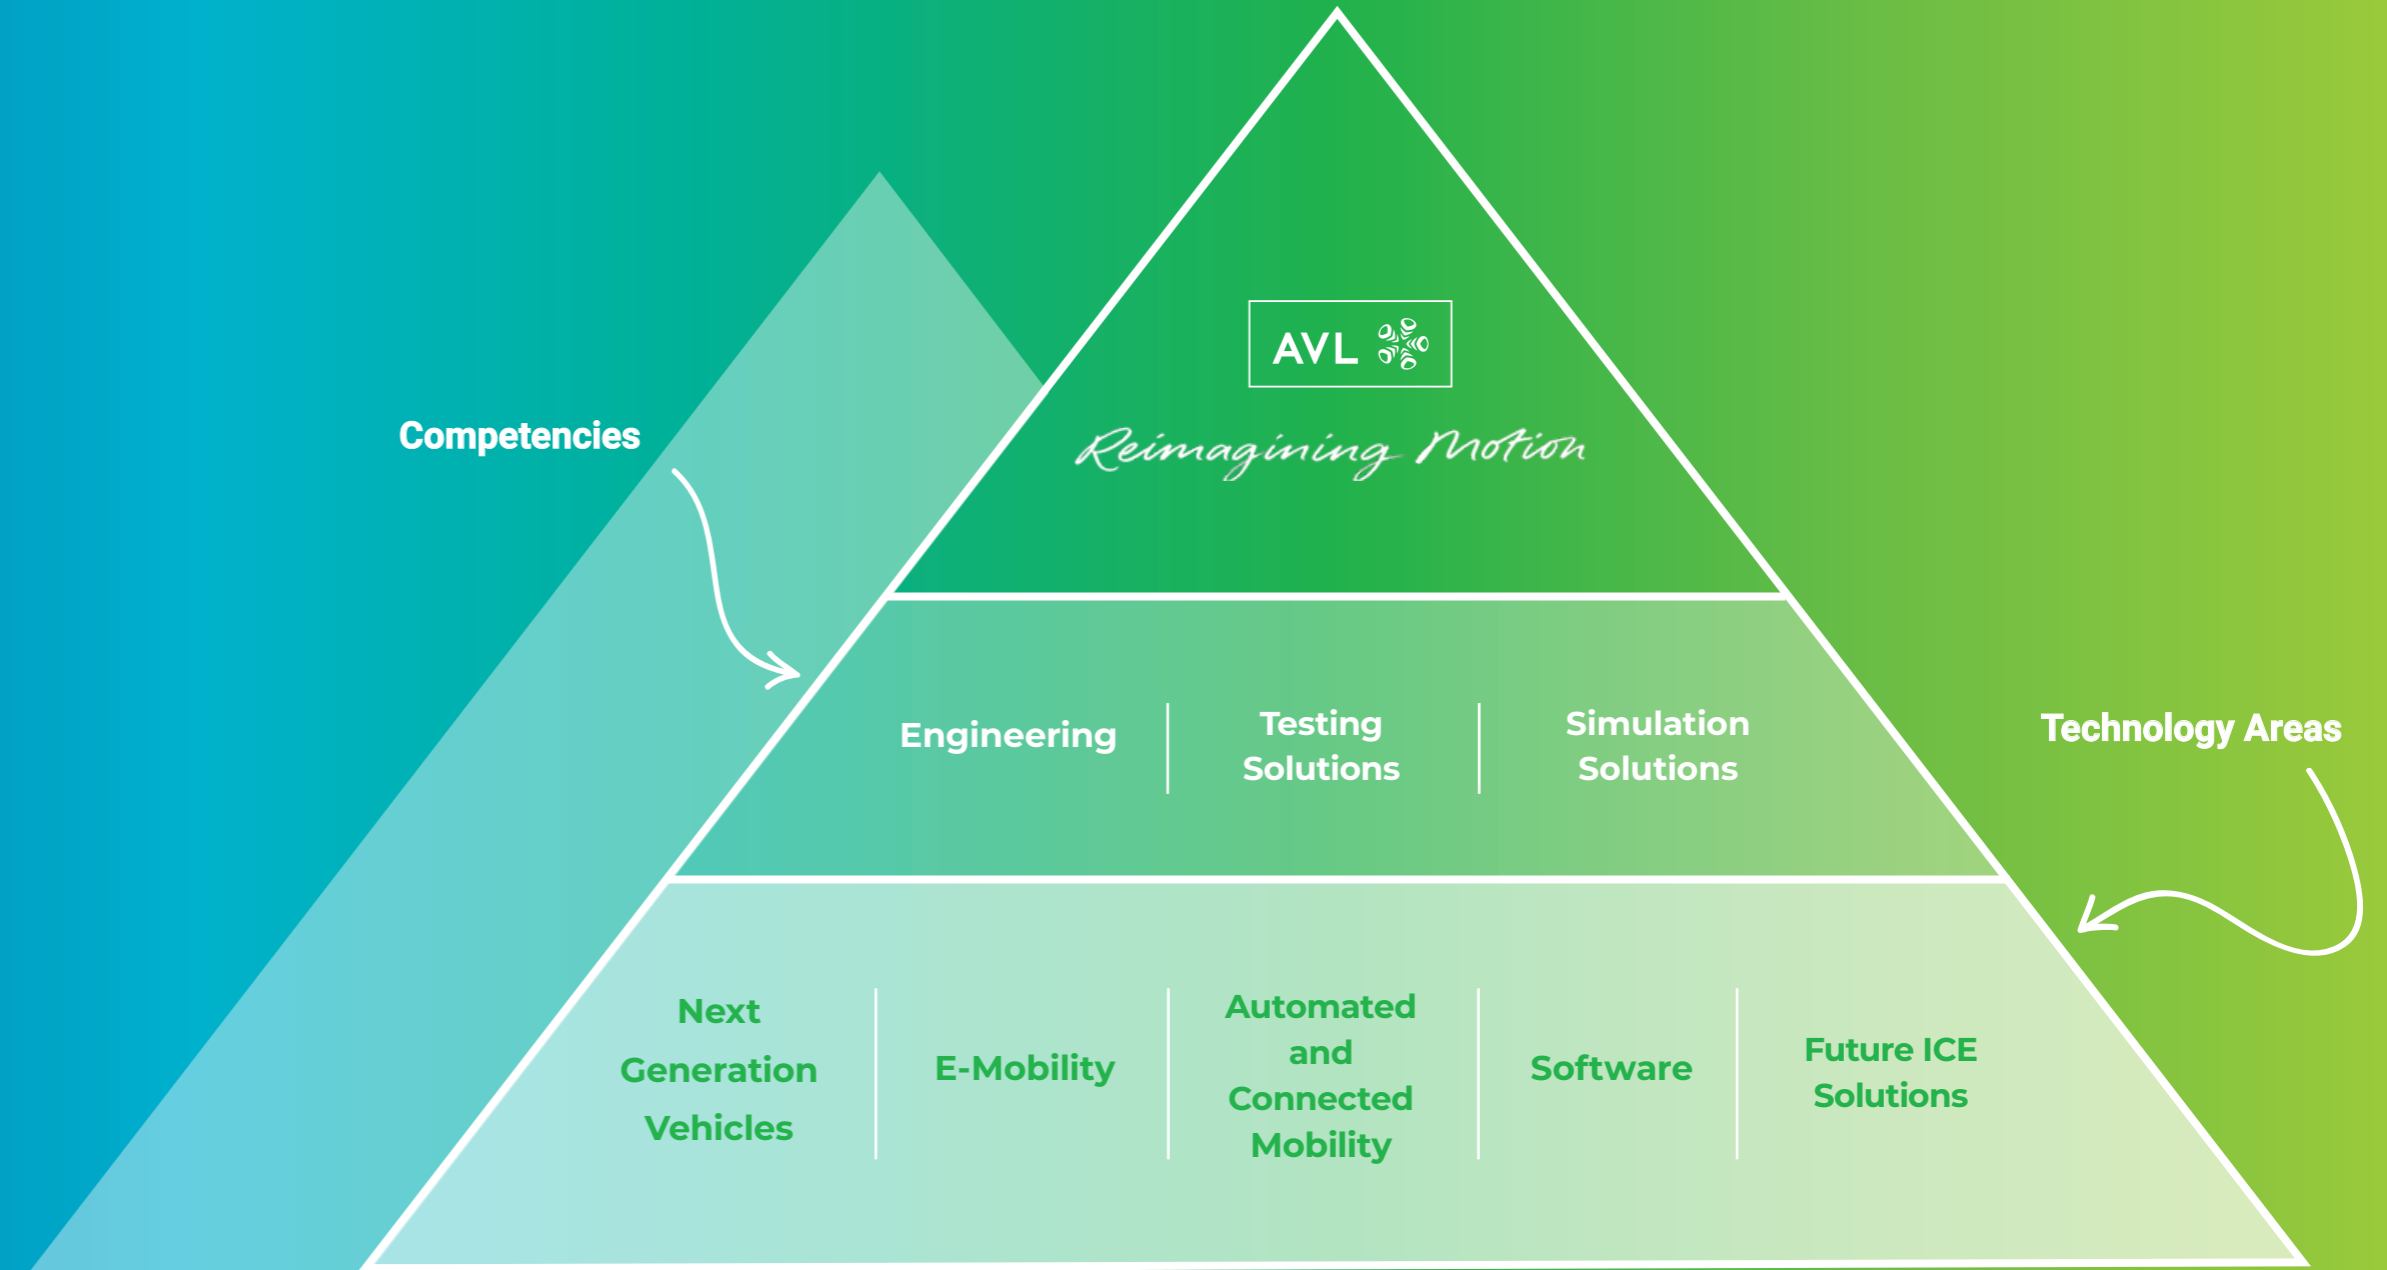 AVL
Reimagining Motion
Competencies
Engineering
Testing
Solutions
Simulation
Solutions
Technology Areas
Next
Generation
Vehicles
E-Mobility
Automated
and
Connected
Mobility
Software
Future ICE
Solutions